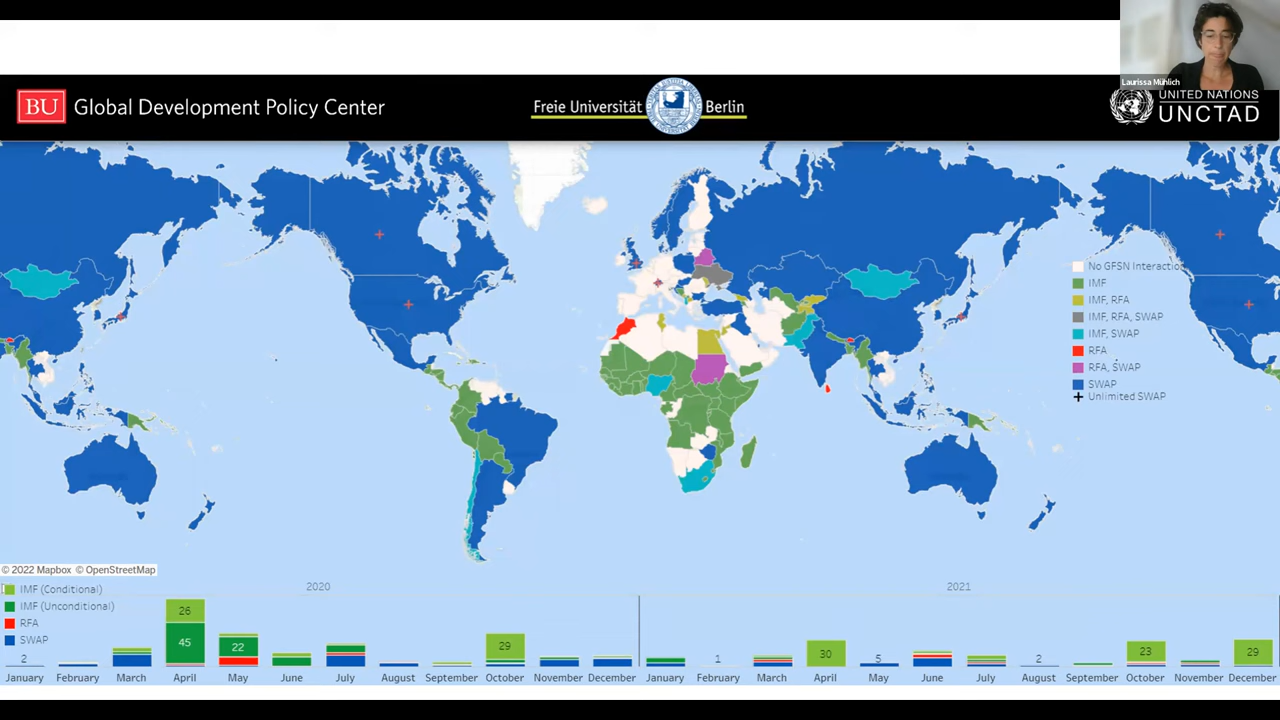 Laurissa Mühlich
BU Global Development Policy Center
Freie Universität Berlin
UNITED NATIONS
UNCTAD
No GFSN Interaction
IMF
IMF, RFA
IMF, RFA, SWAP
IMF, SWAP
RFA
RFA, SWAP
SWAP
Unlimited SWAP
© 2022 Mapbox © OpenStreetMap
2020
2021
IMF (Conditional)
IMF (Unconditional)
RFA
SWAP
26
45
22
29
2
30
1
5
2
23
29
January February March April May June July August September October November December January February March April May June July August September October November December